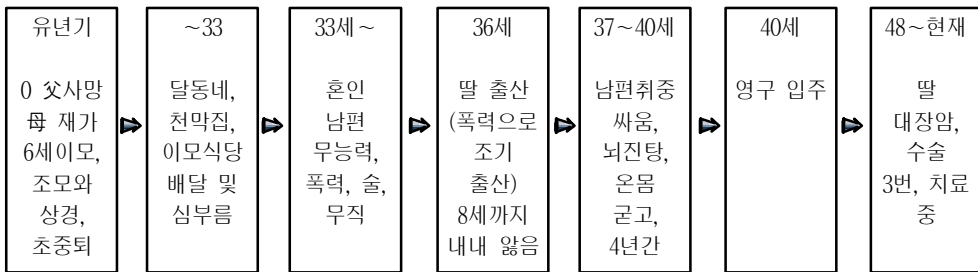 유년기
0 父사망
母 재가
6세이모,
조모와
상경,
초중퇴
~33
달동네,
천막집,
이모식당
배달 및
심부름
33세~
혼인
남편
무능력,
폭력, 술,
무직
36세
딸 출산
(폭력으로
조기
출산)
8세까지
내내 앓음
37~40세
남편취중
싸움,
뇌진탕,
온몸
굳고,
4년간
40세
영구 입주
48~현재
딸
대장암,
수술
3번, 치료
중